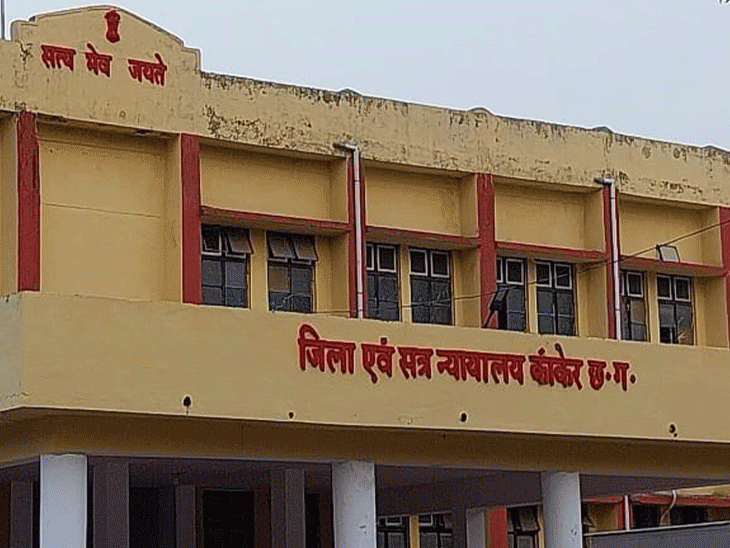 सत्य मेव जयते
जिला एवं सत्र न्यायालय कांकेर छ.ग.